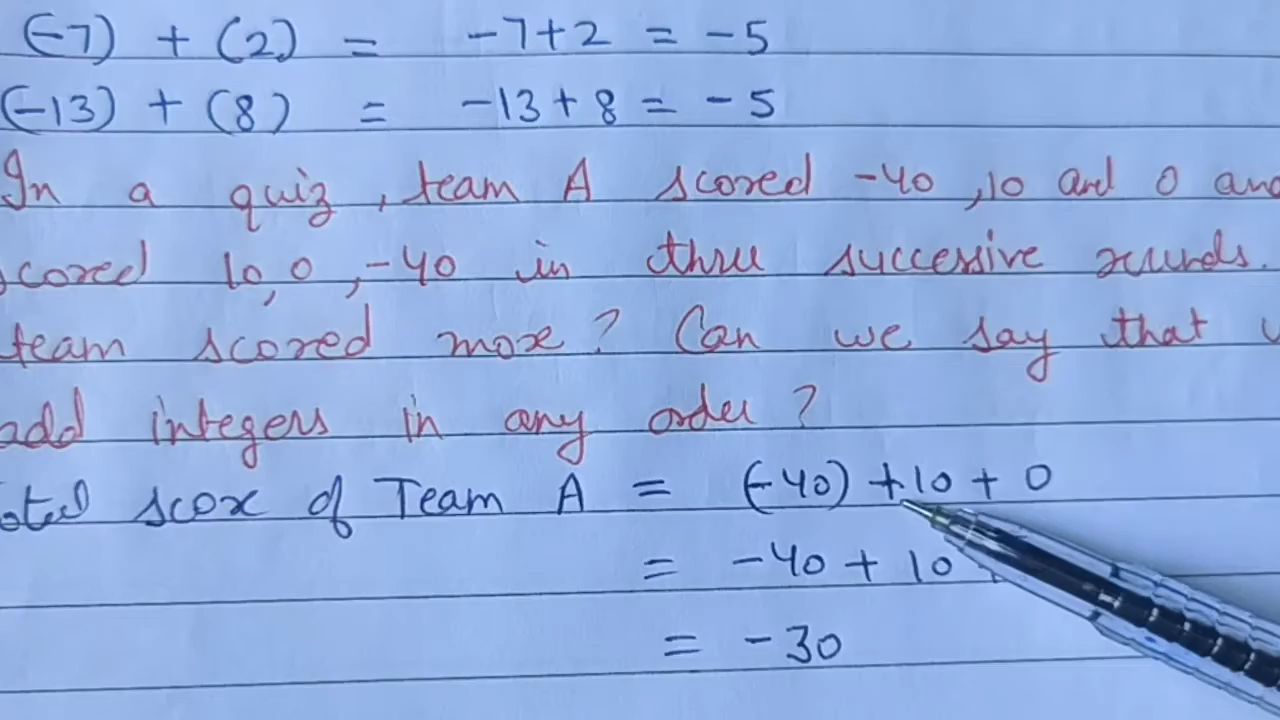 (-7) + (2) = -7+2 = -5
(-13) + (8) = -13+8 = -5
In a quiz, team A scored -40, 10 and 0 and
scored 10, 0, -40 in three successive rounds.
team scored more? Can we say that
add integers in any order?
Total score of Team A = (-40) + 10 + 0
= -40 + 10
= -30